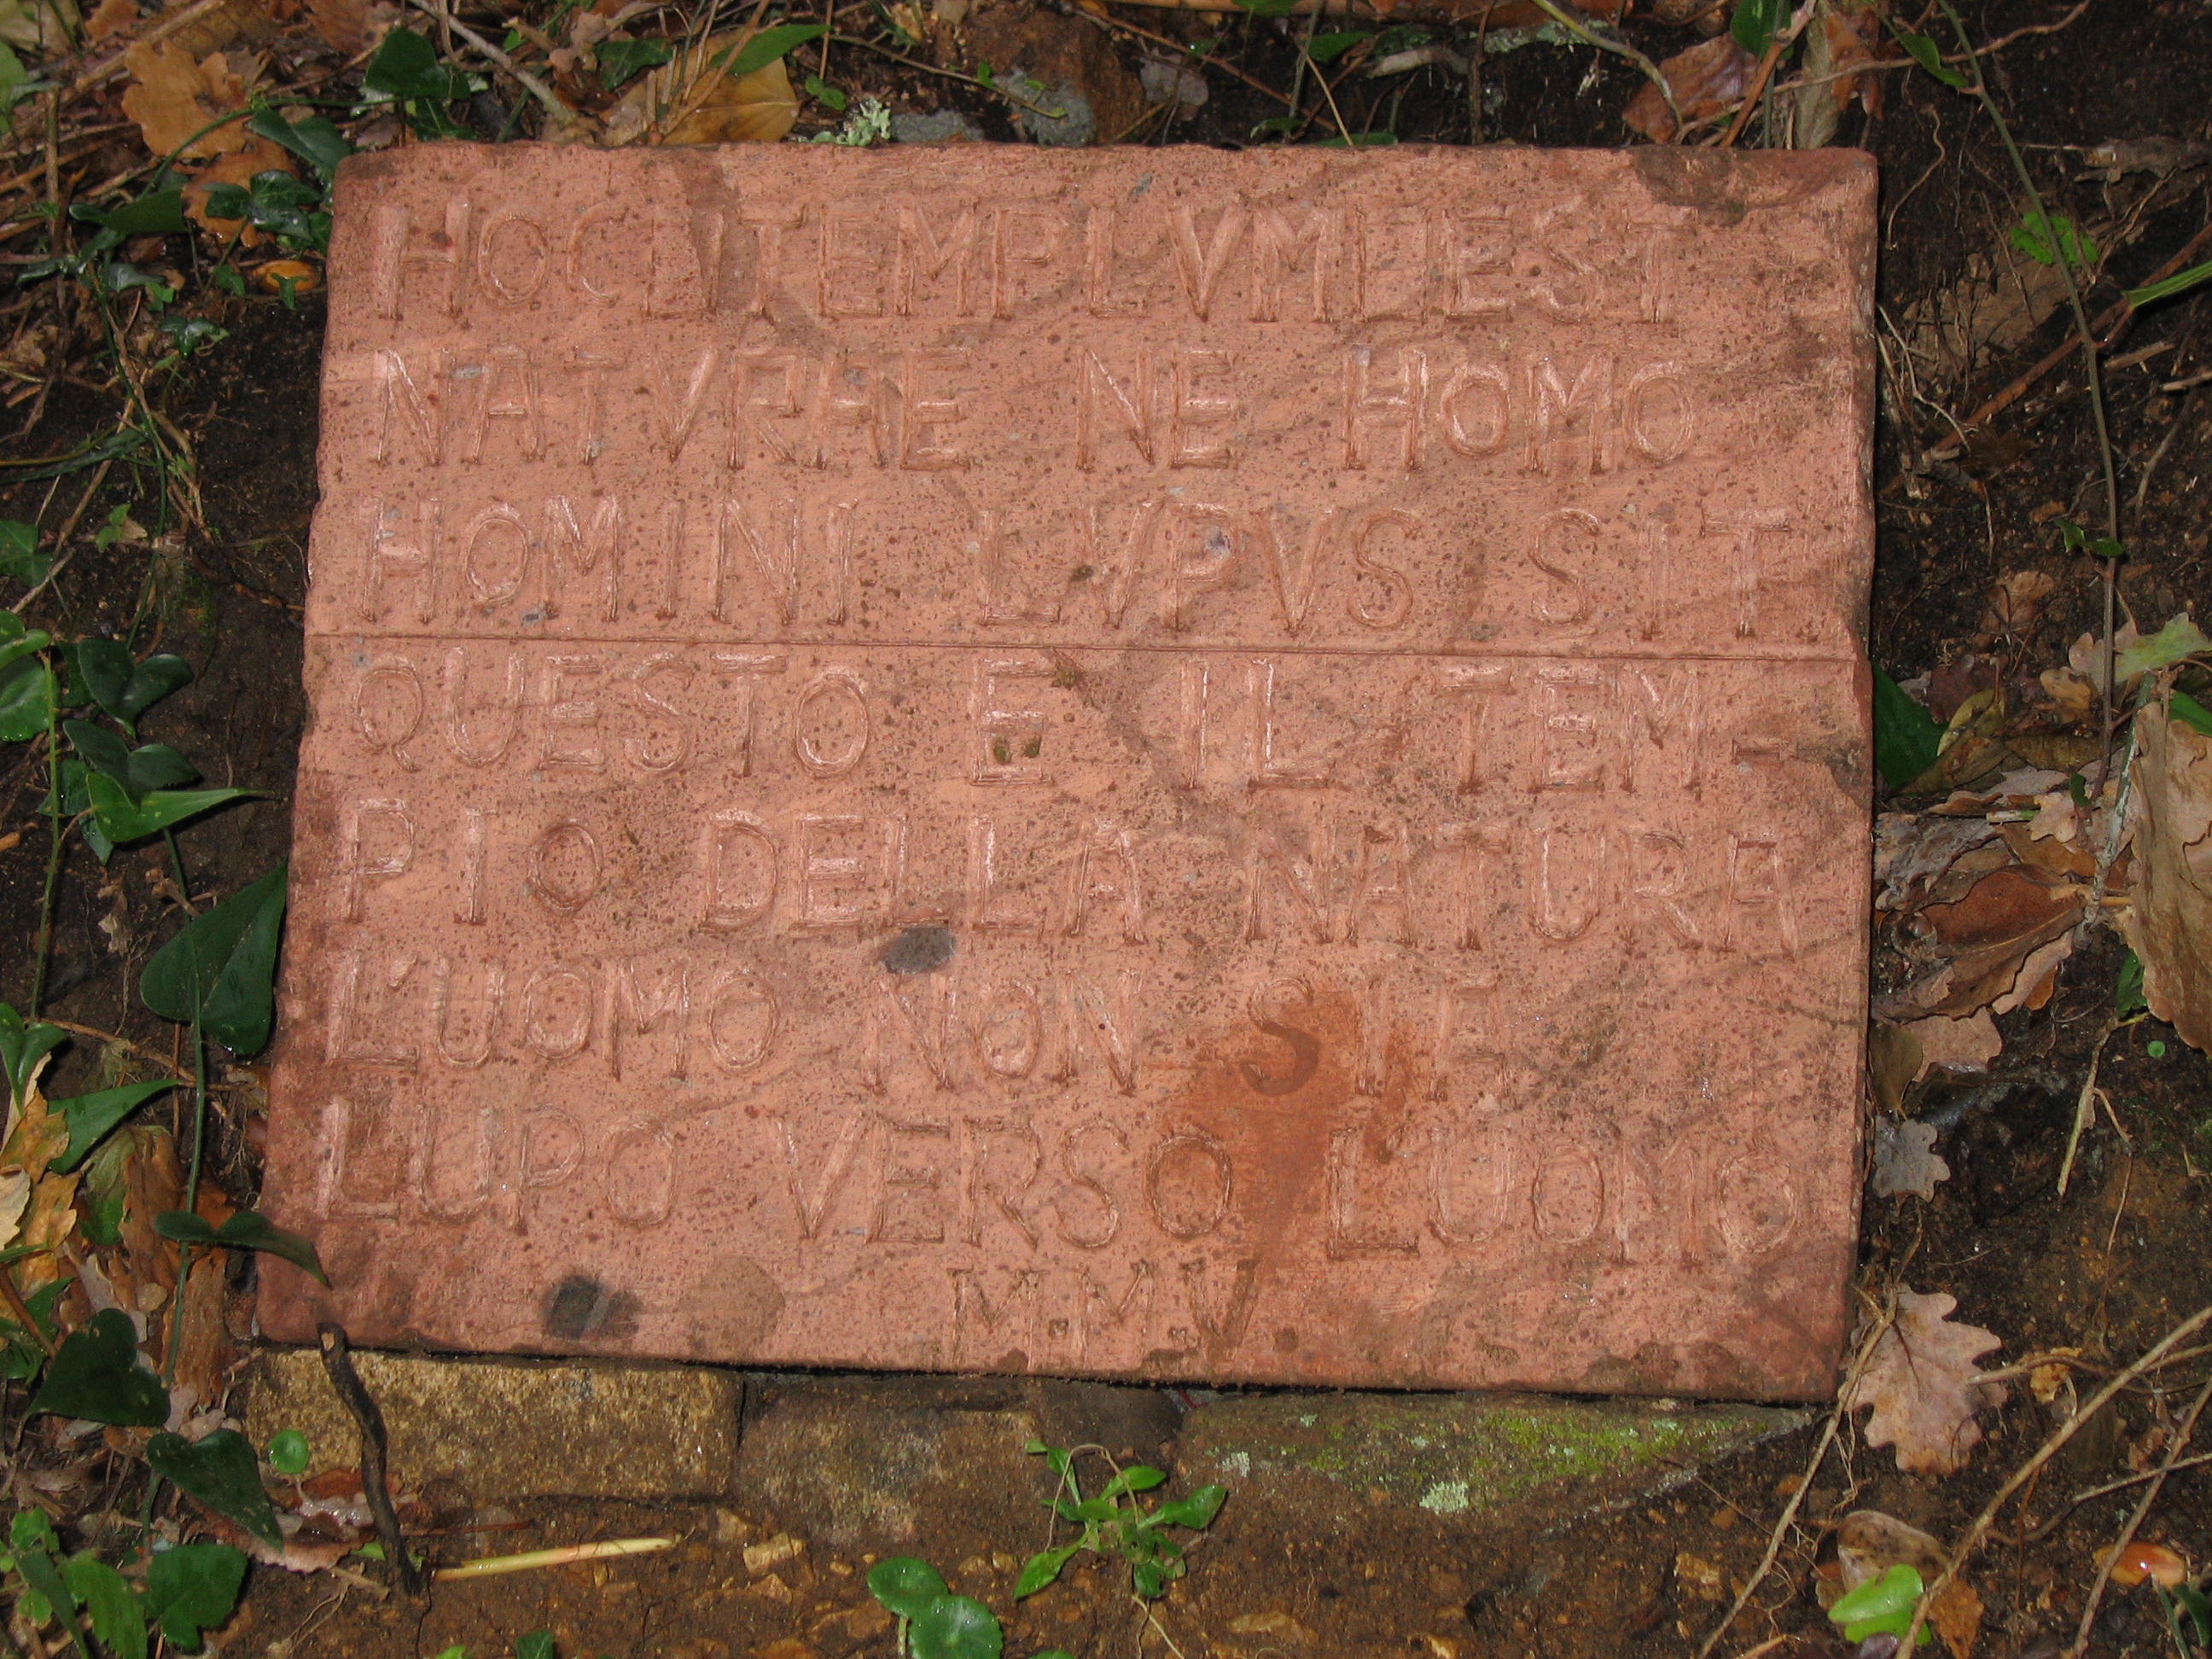 HOC TEMPLVM EST
NATVRAE NE HOMO
HOMINI LVPVS SIT
QUESTO E IL TEM-
PIO DELLA NATURA
L'UOMO NON SIA
LUPO VERSO L'UOMO
M.M.V